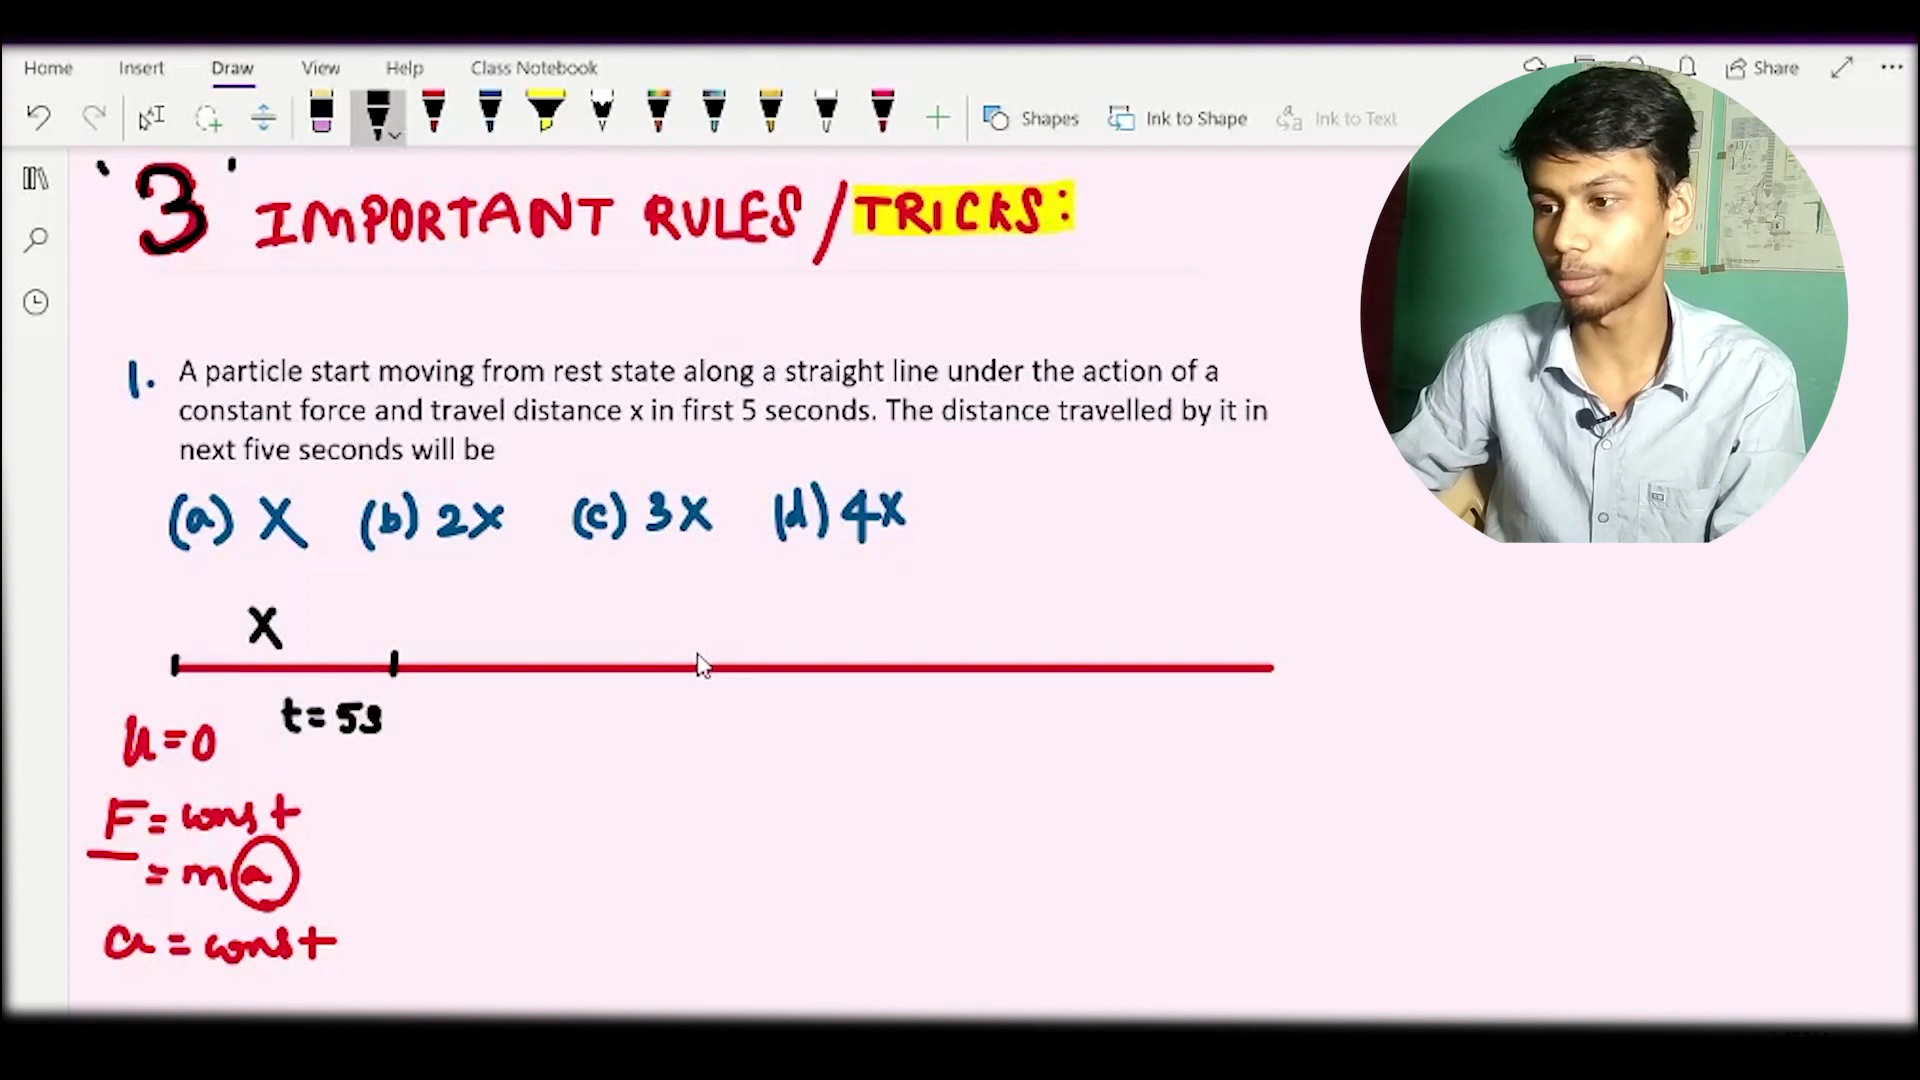 Home Insert Draw View Help Class Notebook
Share
Shapes Ink to Shape Ink to Text
'3' IMPORTANT RULES / TRICKS:
1. A particle start moving from rest state along a straight line under the action of a
constant force and travel distance x in first 5 seconds. The distance travelled by it in
next five seconds will be
(a) X (b) 2x (c) 3x (d) 4x
X
t = 5s
u = 0
F = const
= ma
a = const